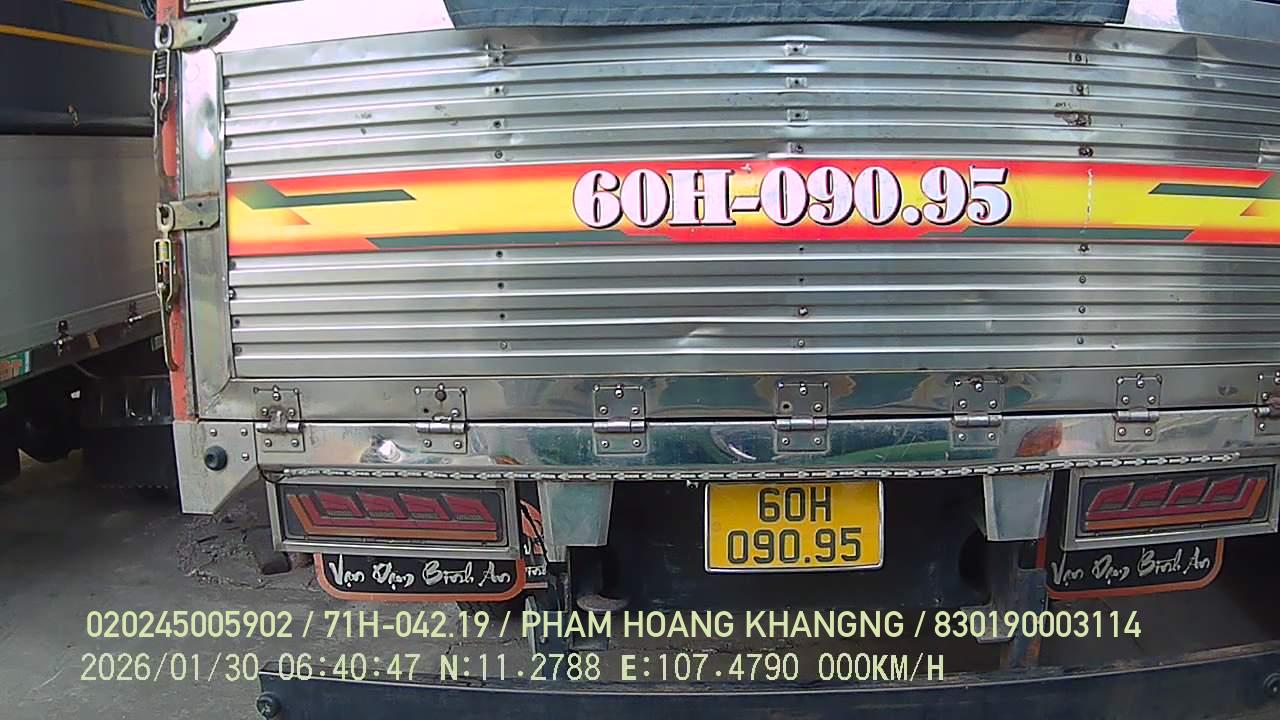 60H-090.95
60H
090.95
Vạn Dặm Bình An
Vạn Dặm Bình An
020245005902 / 71H-042.19 / PHAM HOANG KHANGNG / 830190003114
2026/01/30 06:40:47 N:11.2788 E:107.4790 000KM/H